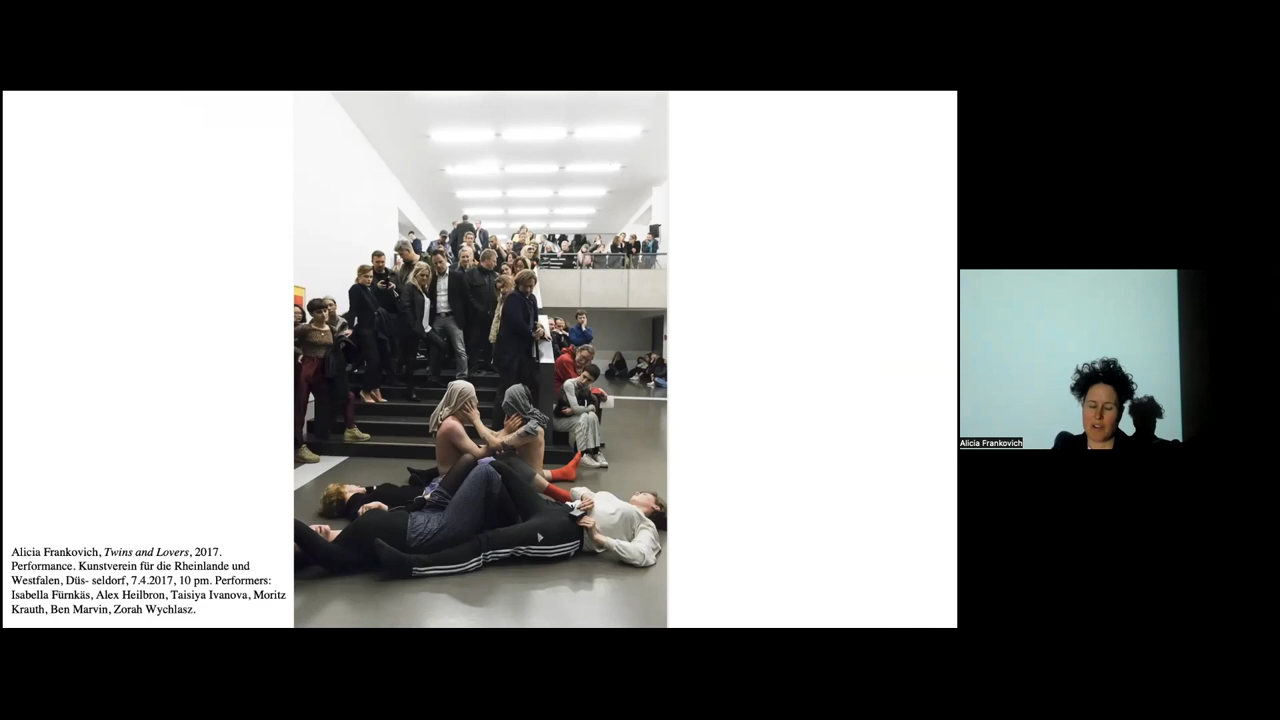 Alicia Frankovich, Twins and Lovers, 2017.
Performance. Kunstverein für die Rheinlande und
Westfalen, Düs- seldorf, 7.4.2017, 10 pm. Performers:
Isabella Fürnkäs, Alex Heilbron, Taisiya Ivanova, Moritz
Krauth, Ben Marvin, Zorah Wychlasz.
Alicia Frankovich